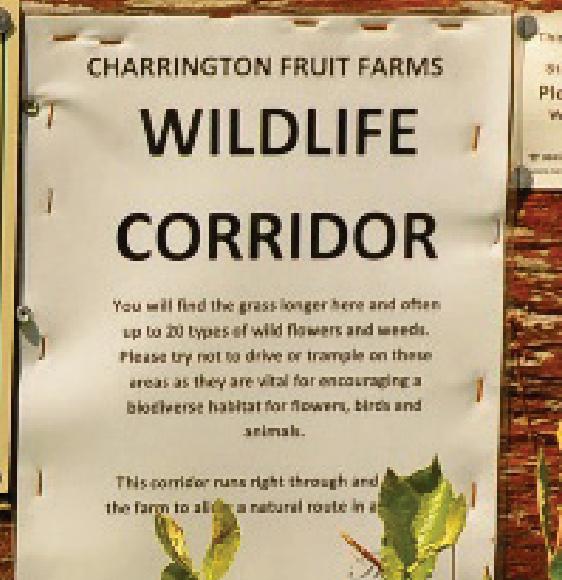 CHARRINGTON FRUIT FARMS
WILDLIFE
CORRIDOR
You will find the grass longer here and often
up to 20 types of wild flowers and weeds.
Please try not to drive or trample on these
areas as they are vital for encouraging a
biodiverse habitat for flowers, birds and
animals.
This corridor runs right through and
the farm to a natural route in